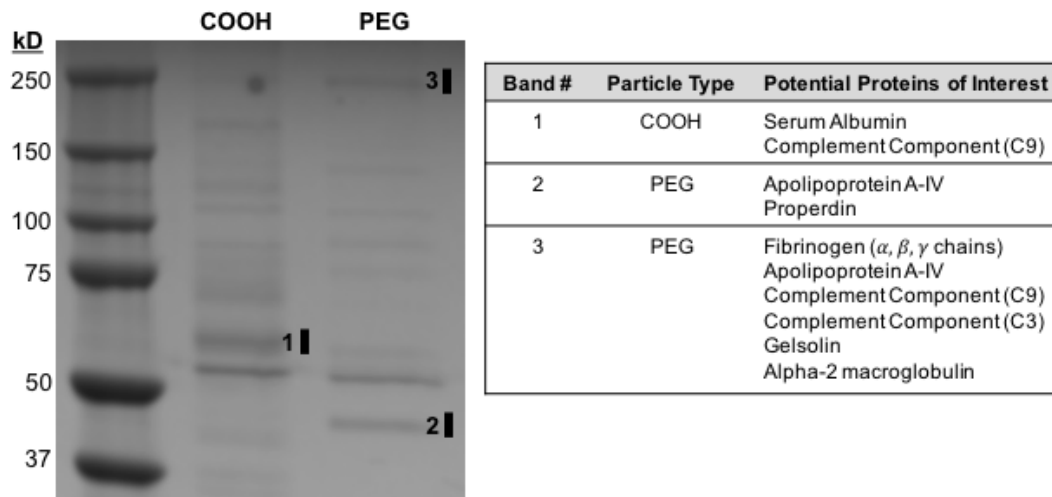 COOH PEG
kD
250
150
100
75
50
37
3
1
2
Band # Particle Type Potential Proteins of Interest
1 COOH Serum Albumin
Complement Component (C9)
2 PEG Apolipoprotein A-IV
Properdin
3 PEG Fibrinogen (α, β, γ chains)
Apolipoprotein A-IV
Complement Component (C9)
Complement Component (C3)
Gelsolin
Alpha-2 macroglobulin